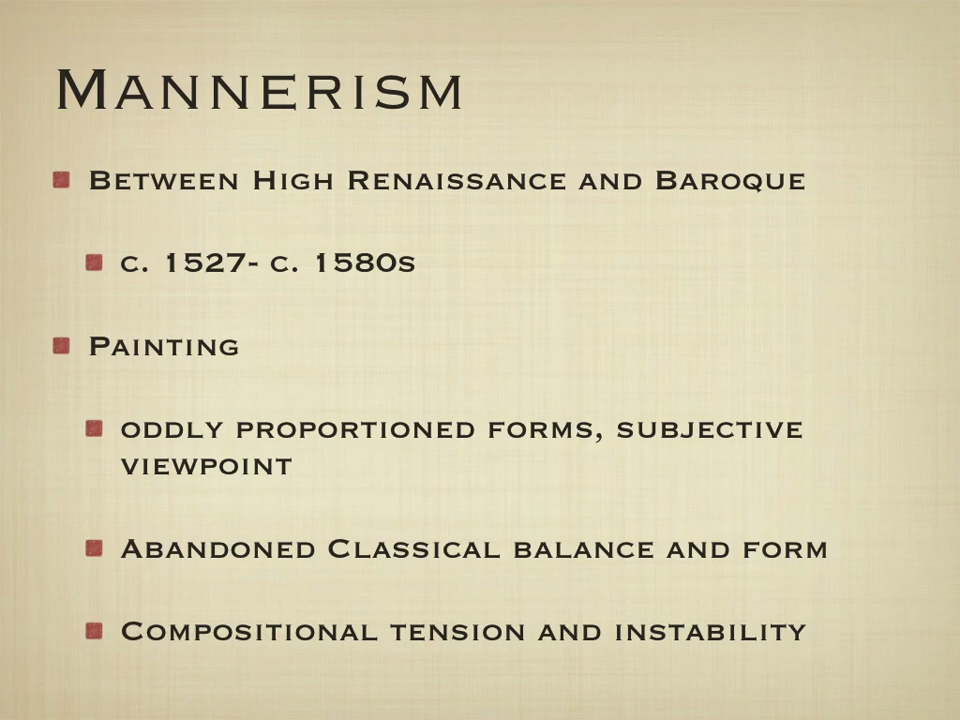 Mannerism
Between High Renaissance and Baroque
c. 1527- c. 1580s
Painting
oddly proportioned forms, subjective
viewpoint
Abandoned Classical balance and form
Compositional tension and instability